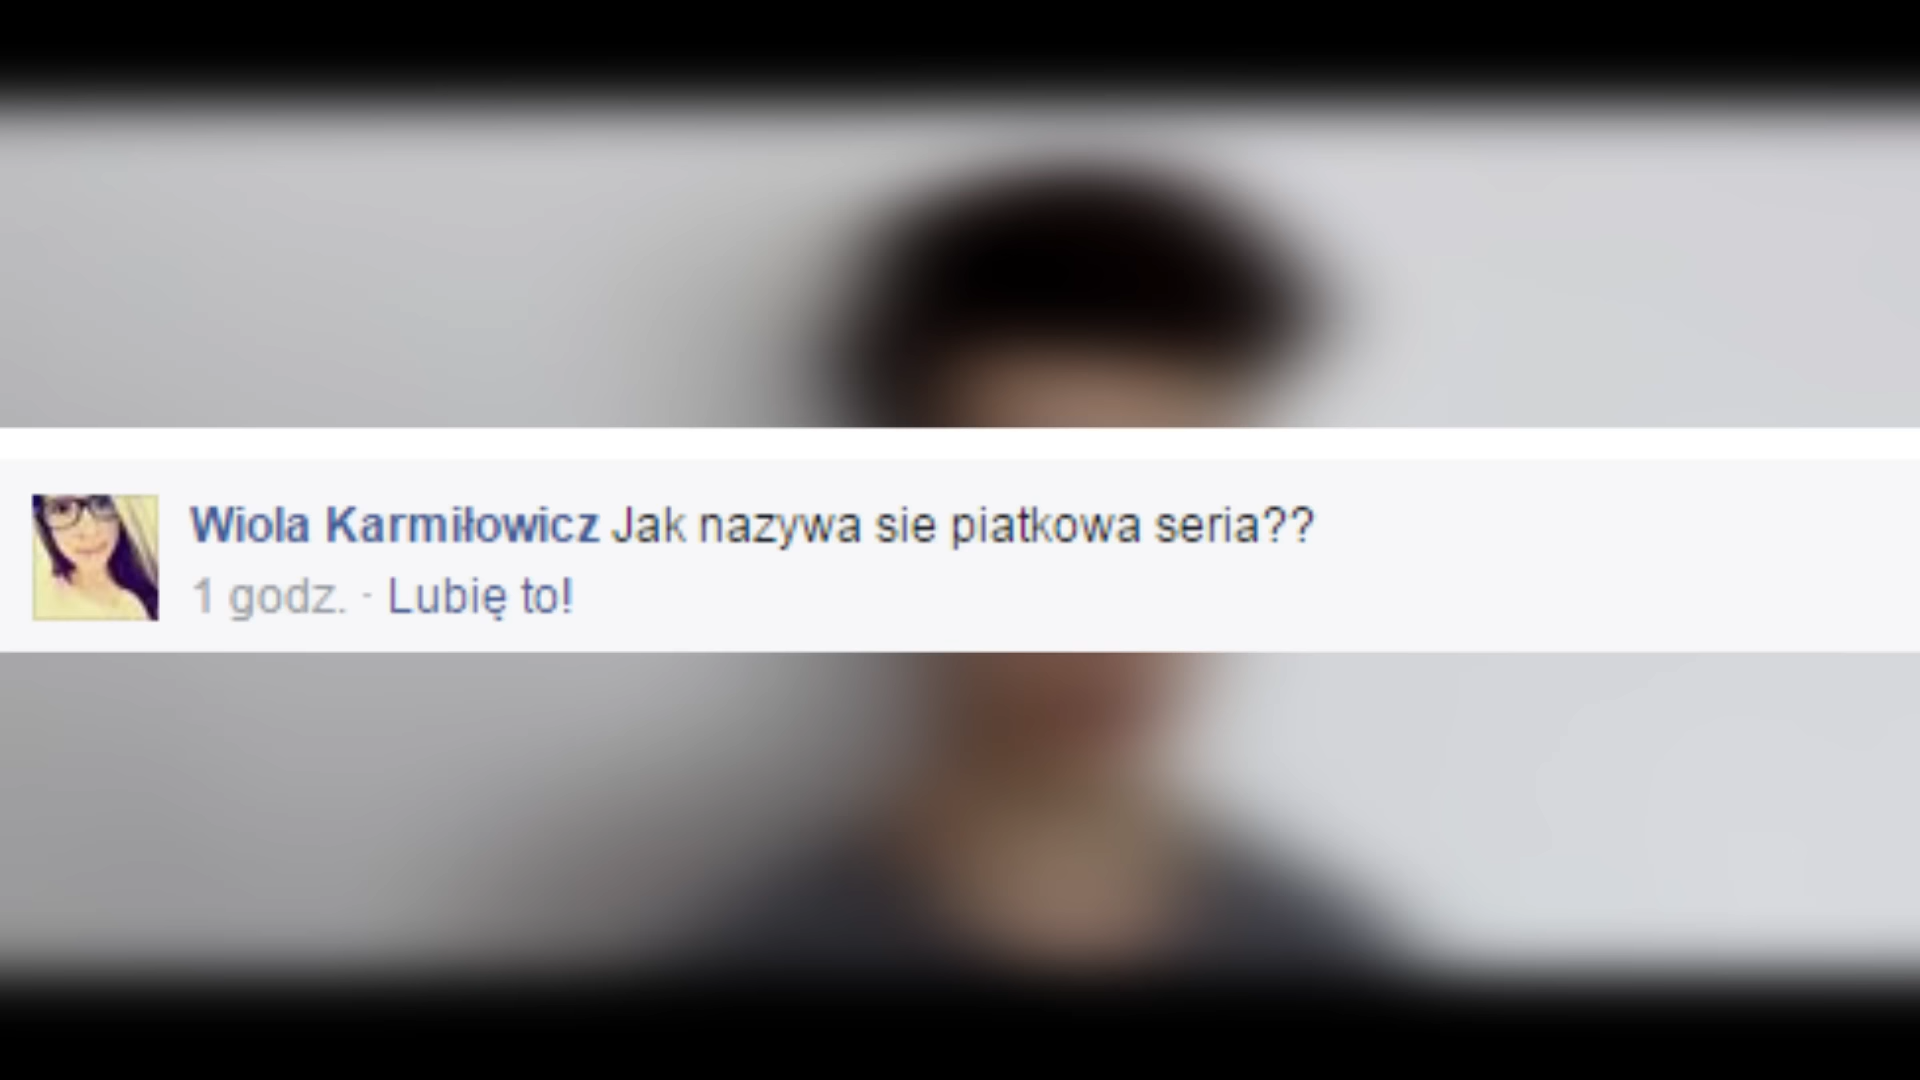 Wiola Karmiłowicz Jak nazywa sie piatkowa seria??
1 godz. · Lubię to!